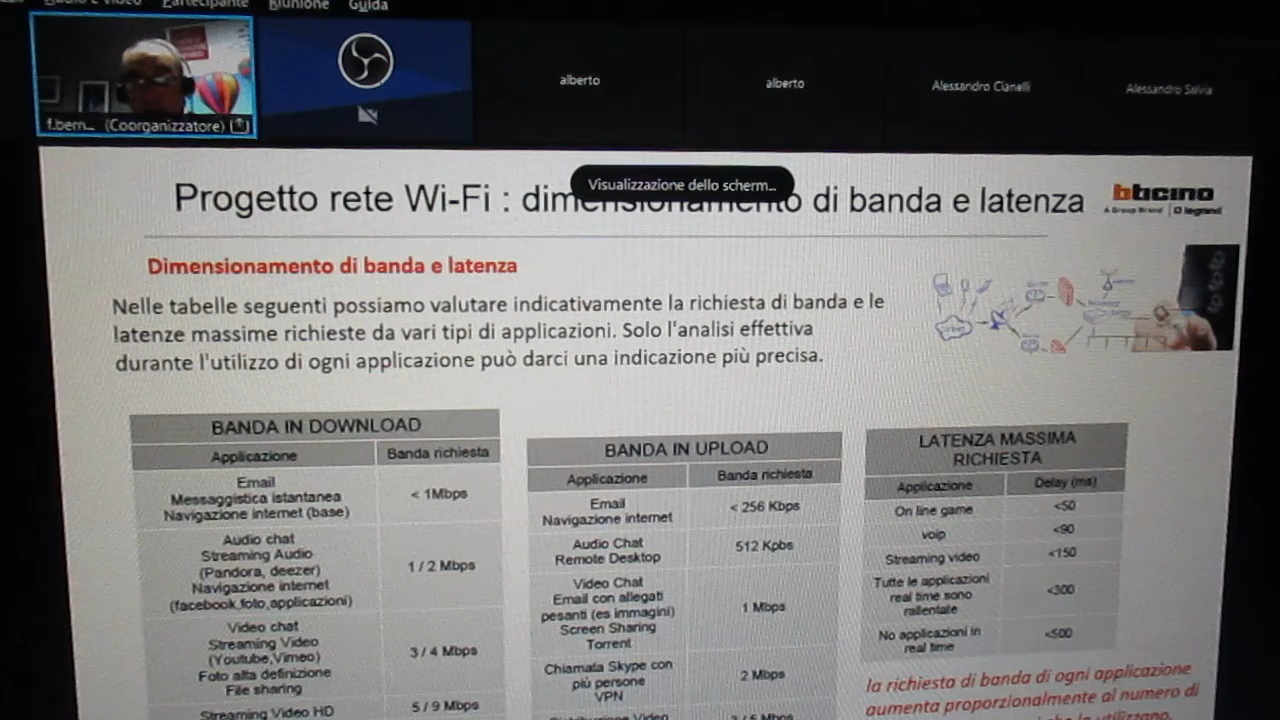 Partecipante
Riunione
Guida
f.bern... (Coorganizzatore)
alberto
alberto
Alessandro Cianelli
Alessandro Salvia
Visualizzazione dello scherm...
Progetto rete Wi-Fi : dimensionamento di banda e latenza
bticino
A Group Brand | legrand
Dimensionamento di banda e latenza
Nelle tabelle seguenti possiamo valutare indicativamente la richiesta di banda e le
latenze massime richieste da vari tipi di applicazioni. Solo l'analisi effettiva
durante l'utilizzo di ogni applicazione può darci una indicazione più precisa.
BANDA IN DOWNLOAD
Applicazione
Banda richiesta
Email
Messaggistica istantanea
Navigazione internet (base)
< 1Mbps
Audio chat
Streaming Audio
(Pandora, deezer)
Navigazione internet
(facebook,foto,applicazioni)
1 / 2 Mbps
Video chat
Streaming Video
(Youtube,Vimeo)
Foto alta definizione
File sharing
3 / 4 Mbps
Streaming Video HD
5 / 9 Mbps
BANDA IN UPLOAD
Applicazione
Banda richiesta
Email
Navigazione internet
< 256 Kbps
Audio Chat
Remote Desktop
512 Kpbs
Video Chat
Email con allegati
pesanti (es immagini)
Screen Sharing
Torrent
1 Mbps
Chiamata Skype con
più persone
VPN
2 Mbps
LATENZA MASSIMA
RICHIESTA
Applicazione
Delay (ms)
On line game
<50
voip
<90
Streaming video
<150
Tutte le applicazioni
real time sono
rallentate
<300
No applicazioni in
real time
<500
la richiesta di banda di ogni applicazione
aumenta proporzionalmente al numero di